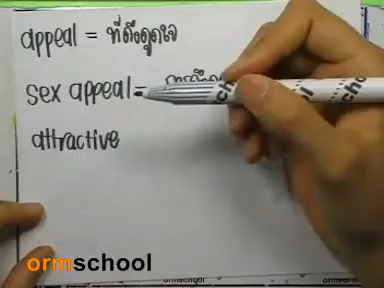 appeal = ที่ดึงดูดใจ
sex appeal =
attractive
ormschool